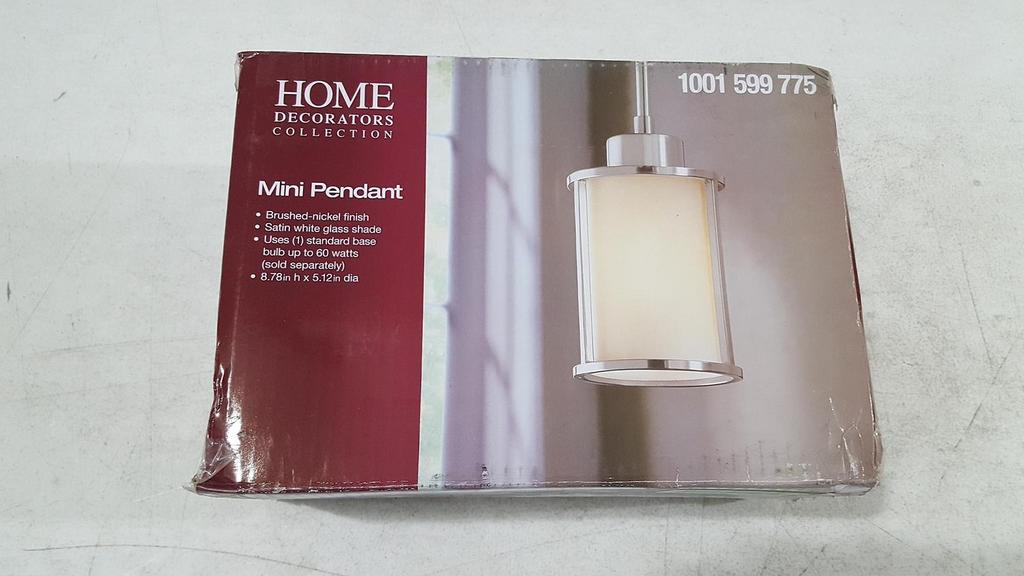 HOME
DECORATORS
COLLECTION
1001 599 775
Mini Pendant
• Brushed-nickel finish
• Satin white glass shade
• Uses (1) standard base
bulb up to 60 watts
(sold separately)
• 8.78in h x 5.12in dia